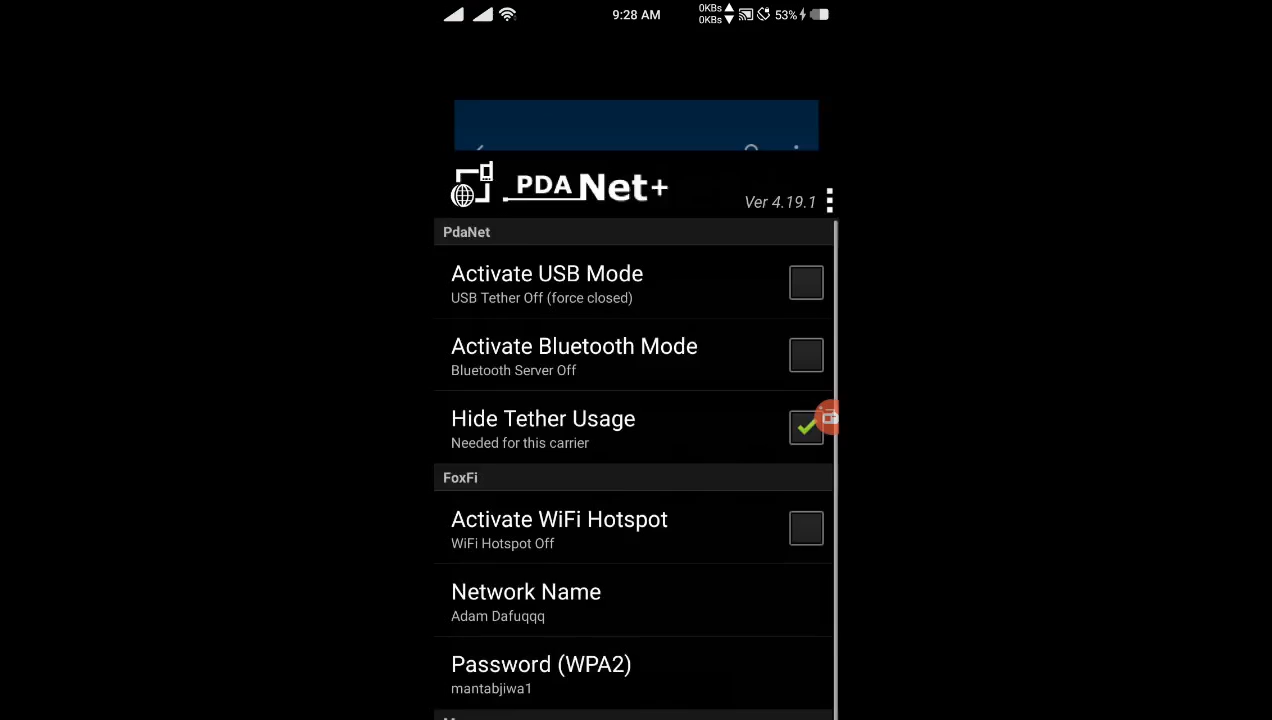 9:28 AM
0KBs
0KBs
53%
PDA Net+
Ver 4.19.1
PdaNet
Activate USB Mode
USB Tether Off (force closed)
Activate Bluetooth Mode
Bluetooth Server Off
Hide Tether Usage
Needed for this carrier
FoxFi
Activate WiFi Hotspot
WiFi Hotspot Off
Network Name
Adam Dafuqqq
Password (WPA2)
mantabjiwa1